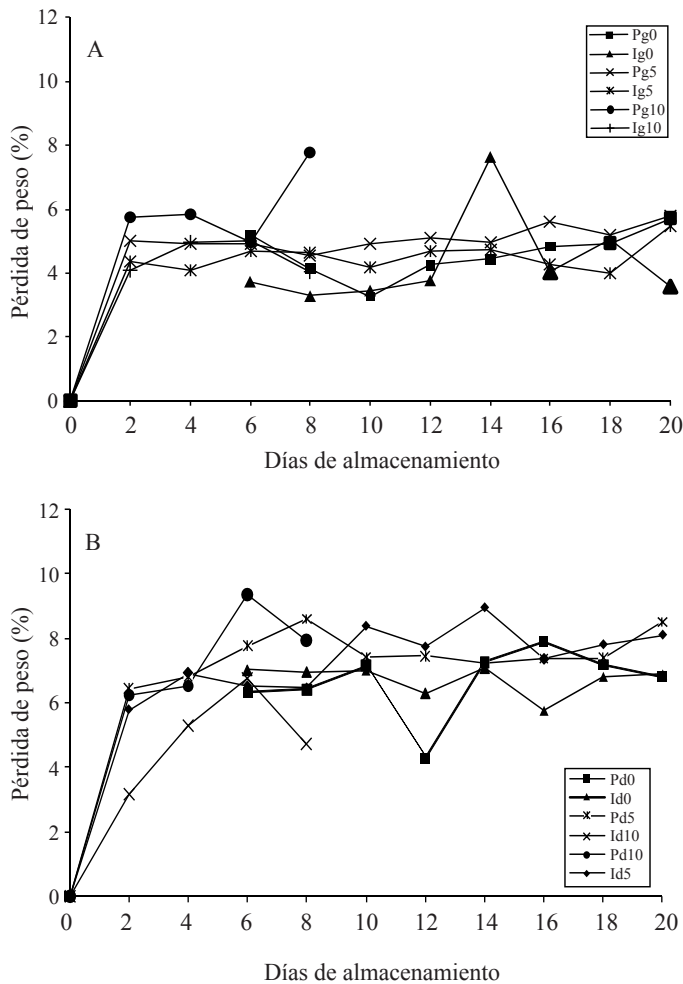 12
10
8
6
4
2
0
Pérdida de peso (%)
A
Pg0
Ig0
Pg5
Ig5
Pg10
Ig10
0 2 4 6 8 10 12 14 16 18 20
Días de almacenamiento
12
10
8
6
4
2
0
Pérdida de peso (%)
B
Pd0
Id0
Pd5
Id10
Pd10
Id5
0 2 4 6 8 10 12 14 16 18 20
Días de almacenamiento